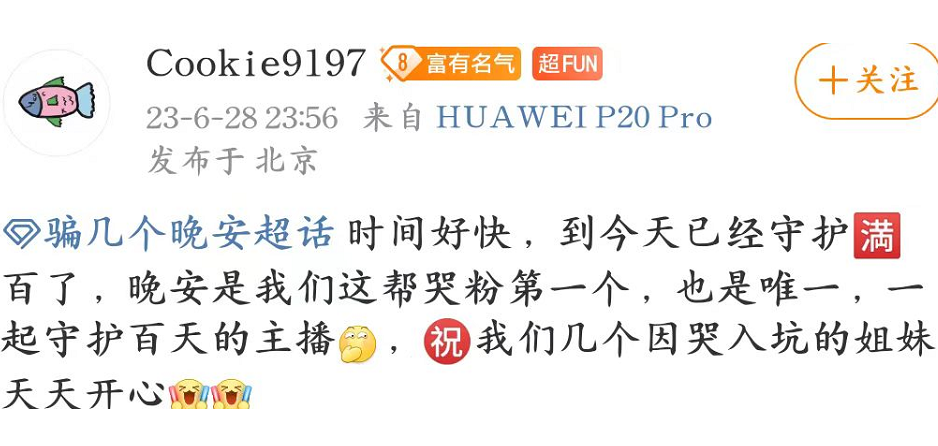 Cookie9197 8 富有名气 超FUN
+关注
23-6-28 23:56 来自 HUAWEI P20 Pro
发布于 北京
骗几个晚安超话 时间好快，到今天已经守护满
百了，晚安是我们这帮哭粉第一个，也是唯一，一
起守护百天的主播，祝我们几个因哭入坑的姐妹
天天开心